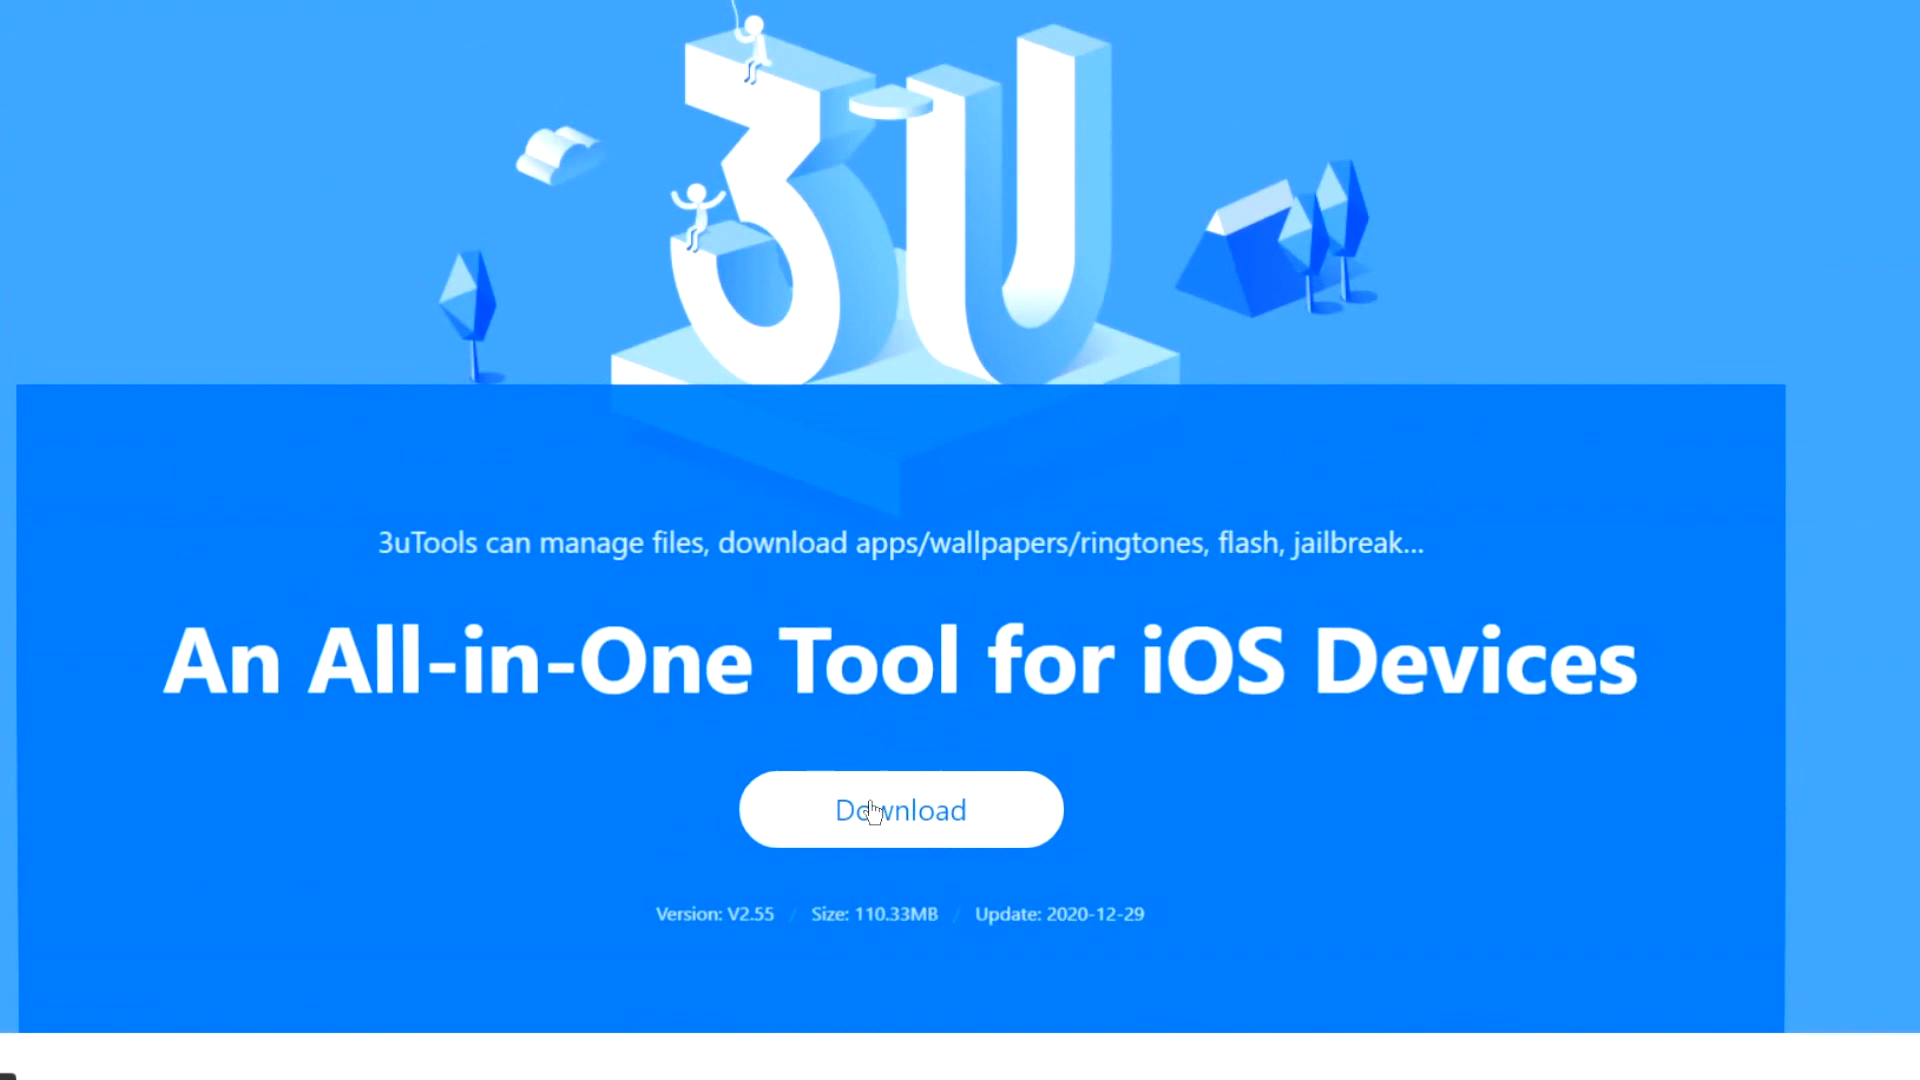 3U
3uTools can manage files, download apps/wallpapers/ringtones, flash, jailbreak...
An All-in-One Tool for iOS Devices
Download
Version: V2.55 / Size: 110.33MB / Update: 2020-12-29